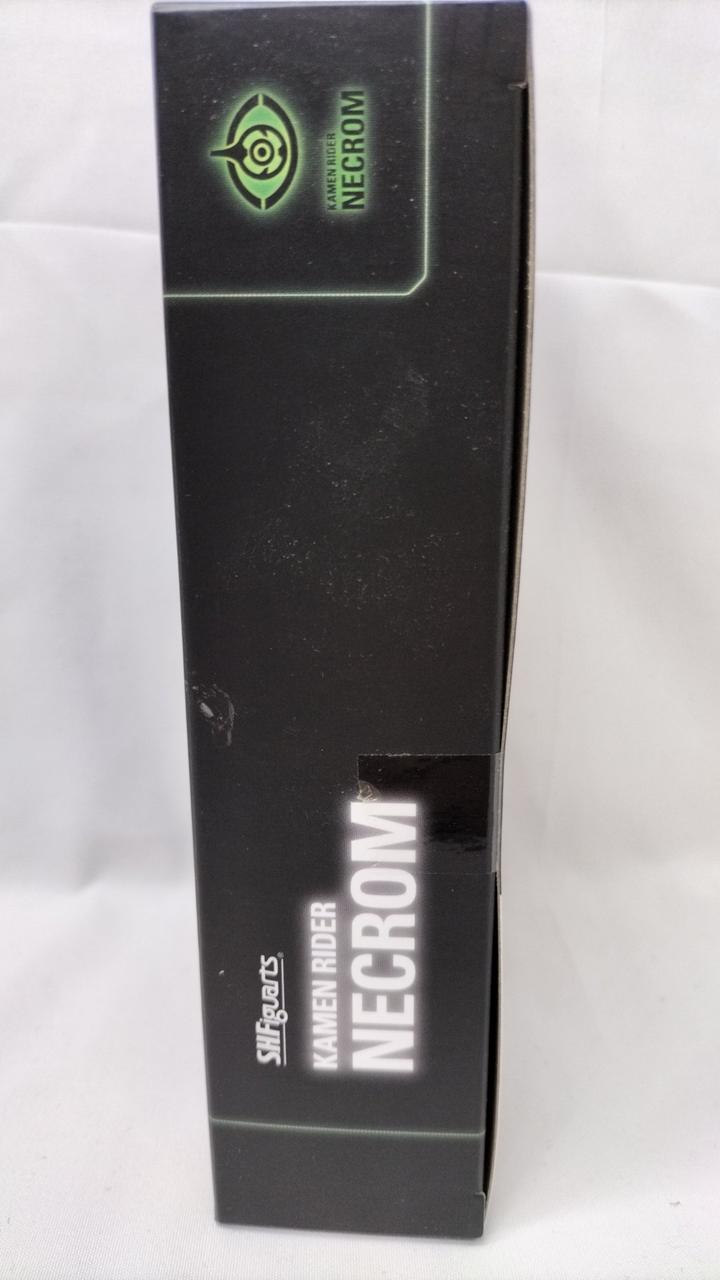 KAMEN RIDER
NECROM
S.H.Figuarts
KAMEN RIDER
NECROM